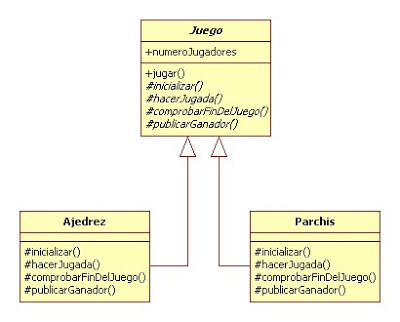 Juego
+numeroJugadores
+jugar()
#inicializar()
#hacerJugada()
#comprobarFinDelJuego()
#publicarGanador()
Ajedrez
#inicializar()
#hacerJugada()
#comprobarFinDelJuego()
#publicarGanador()
Parchis
#inicializar()
#hacerJugada()
#comprobarFinDelJuego()
#publicarGanador()